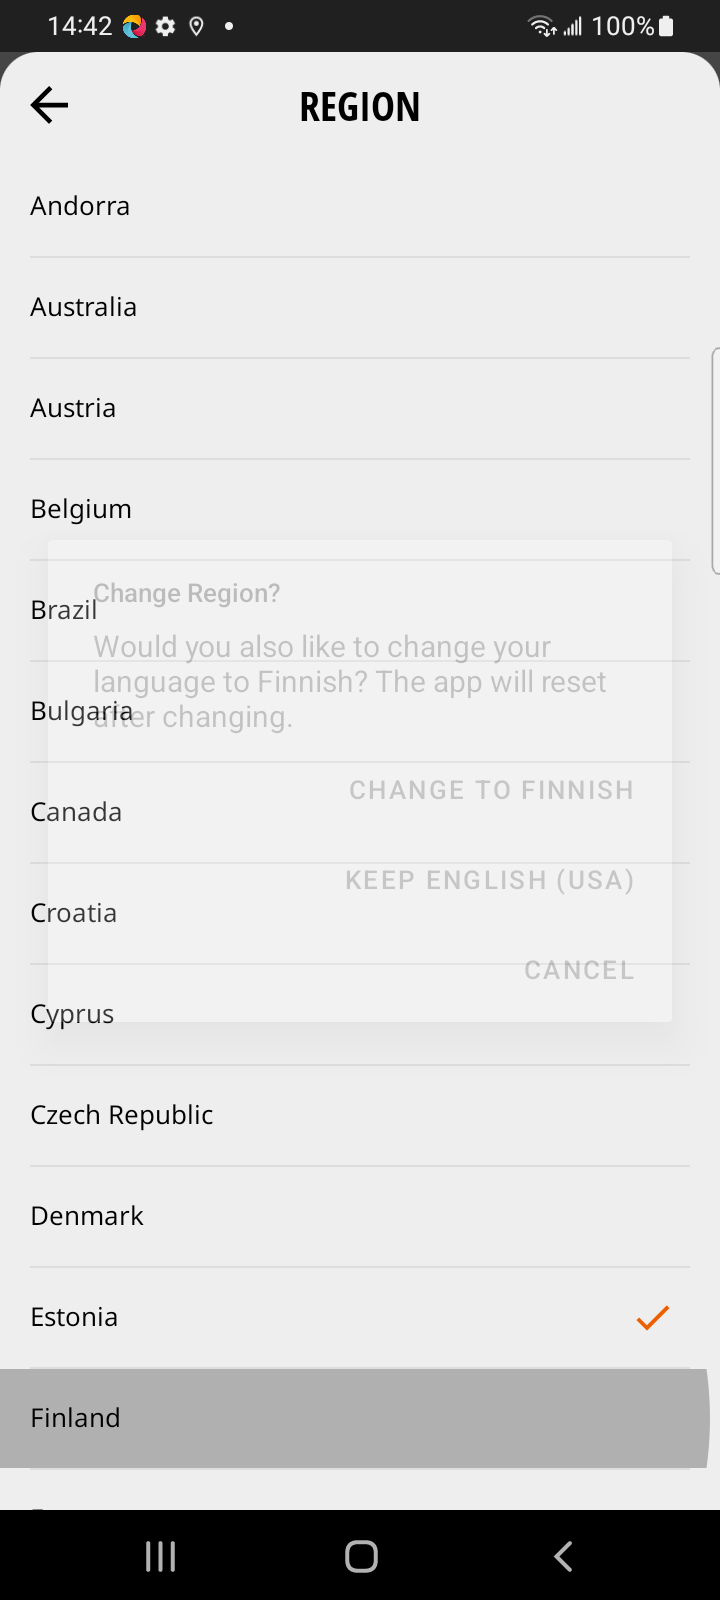 14:42
100%
REGION
Andorra
Australia
Austria
Belgium
Change Region?
Brazil
Would you also like to change your
language to Finnish? The app will reset
Bulgaria
after changing.
CHANGE TO FINNISH
Canada
KEEP ENGLISH (USA)
Croatia
CANCEL
Cyprus
Czech Republic
Denmark
Estonia
Finland